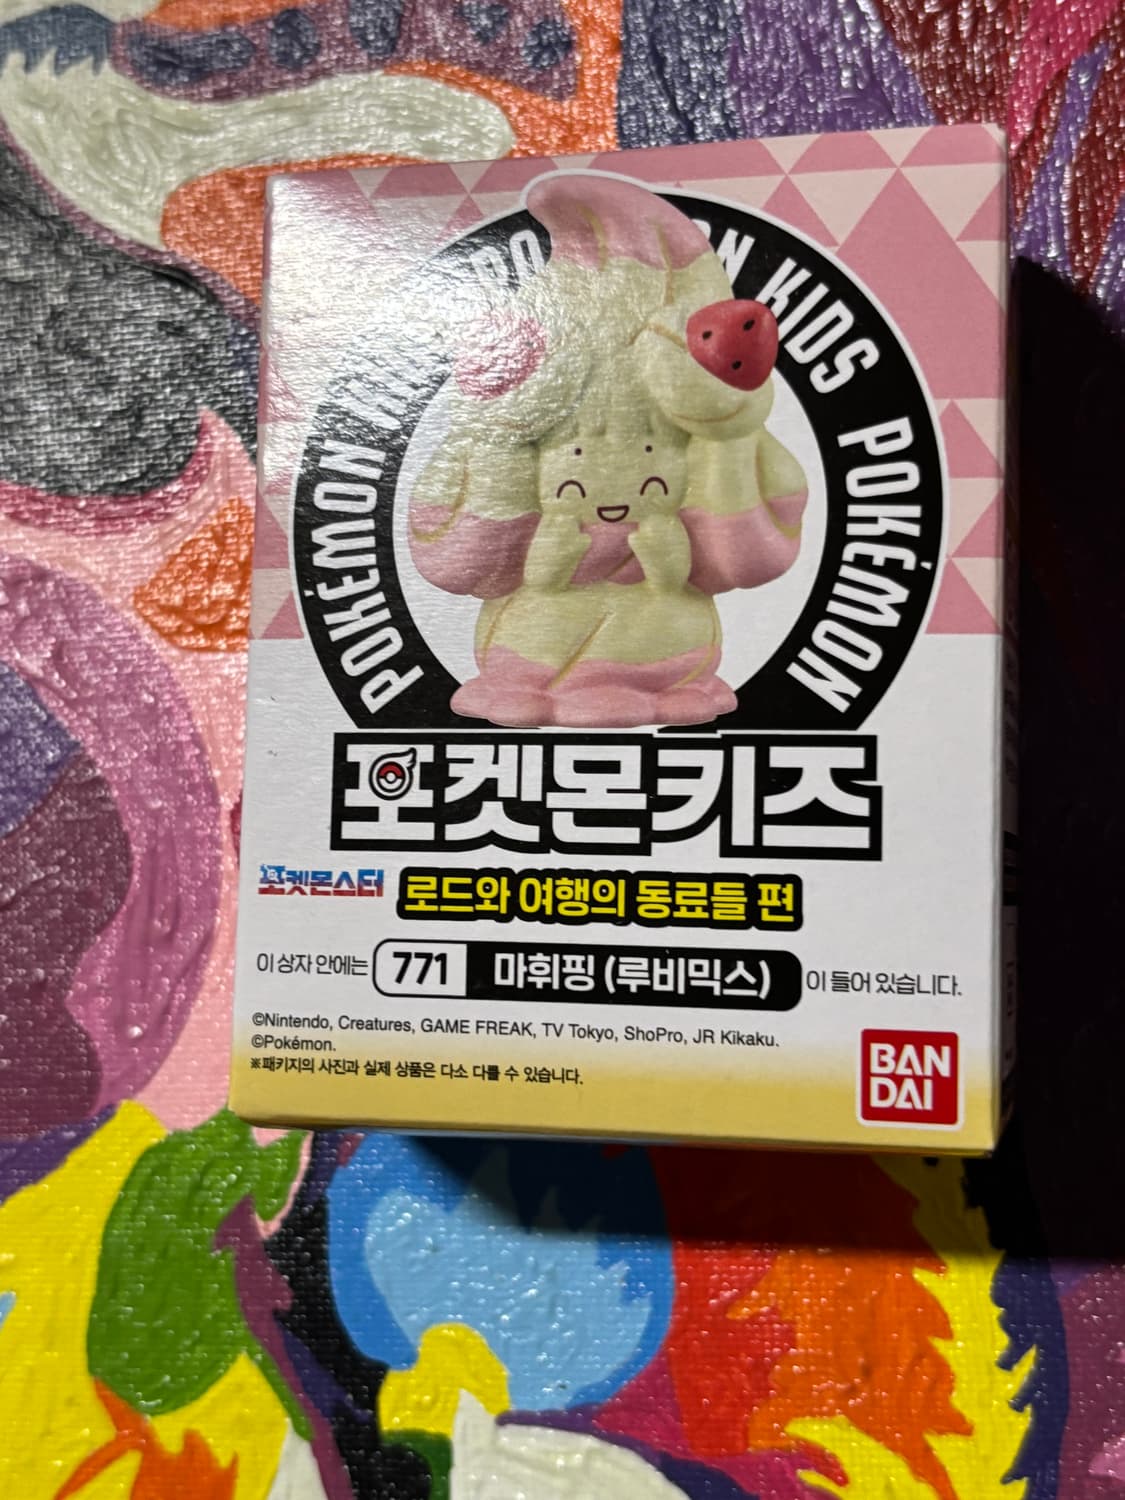 POKÉMON KIDS POKÉMON
포켓몬키즈
포켓몬스터 로드와 여행의 동료들 편
이 상자 안에는 771 마휘핑 (루비믹스) 이 들어 있습니다.
©Nintendo, Creatures, GAME FREAK, TV Tokyo, ShoPro, JR Kikaku.
©Pokémon.
※패키지의 사진과 실제 상품은 다소 다를 수 있습니다.
BAN
DAI